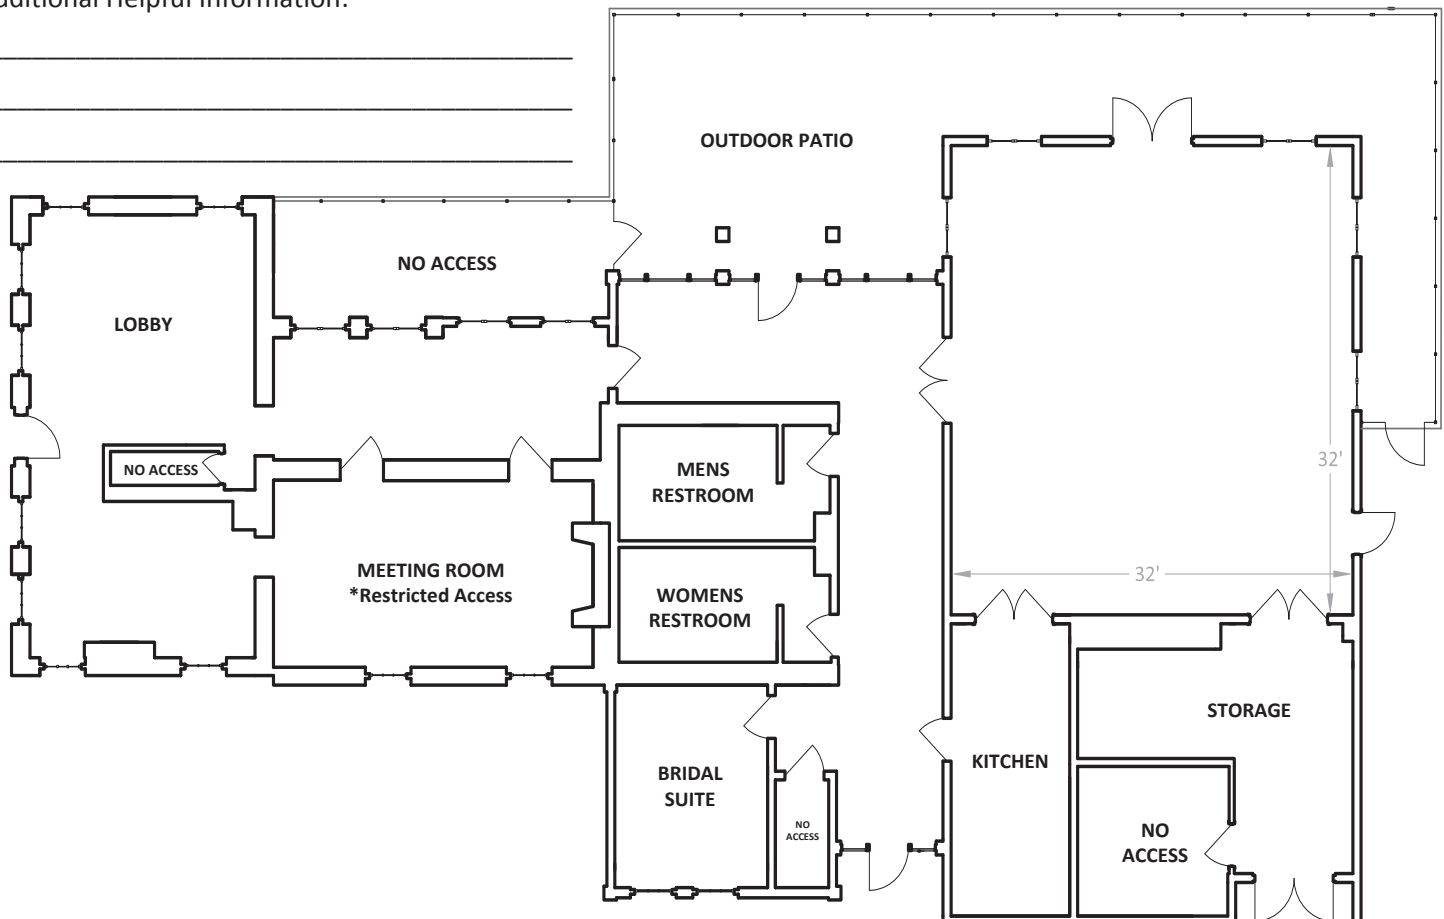 dditional Helpful Information:
OUTDOOR PATIO
NO ACCESS
LOBBY
NO ACCESS
MENS
RESTROOM
32'
32'
MEETING ROOM
*Restricted Access
WOMENS
RESTROOM
STORAGE
KITCHEN
BRIDAL
SUITE
NO
ACCESS
NO
ACCESS